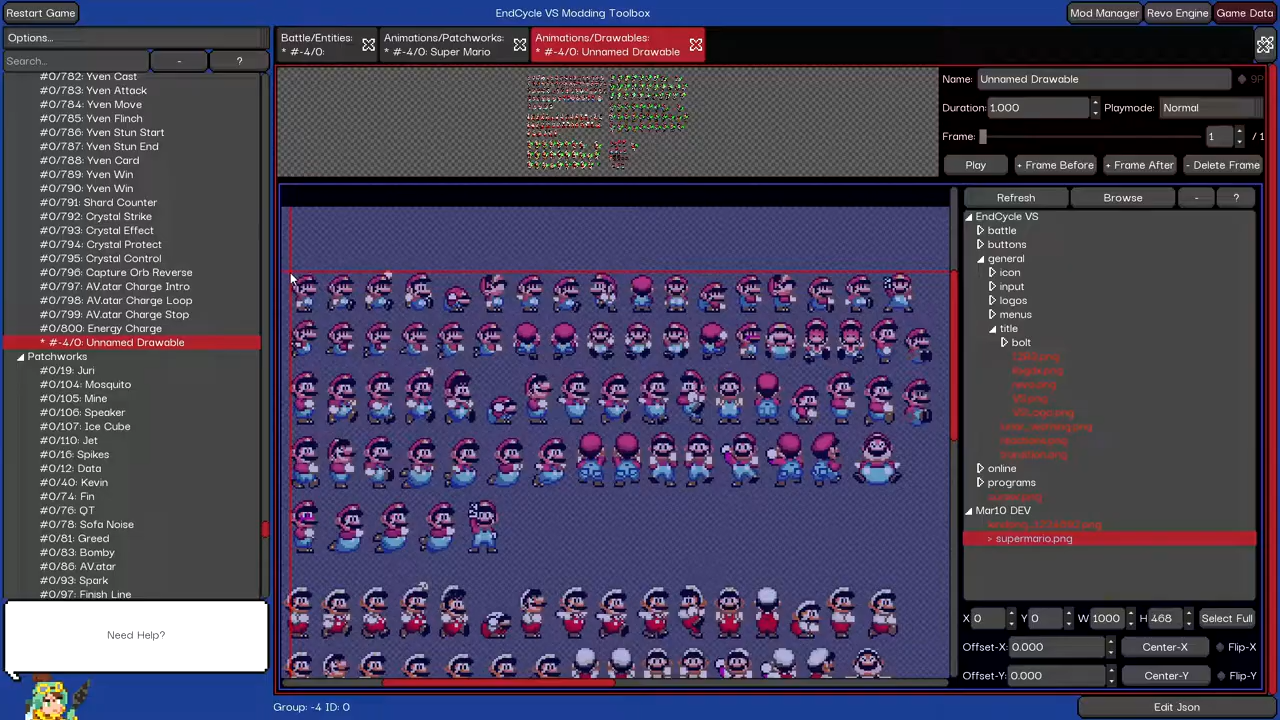 Restart Game
EndCycle VS Modding Toolbox
Mod Manager
Revo Engine
Game Data
Options...
Search...
-
?
#0/782: Yven Cast
#0/783: Yven Attack
#0/784: Yven Move
#0/785: Yven Flinch
#0/786: Yven Stun Start
#0/787: Yven Stun End
#0/788: Yven Card
#0/789: Yven Win
#0/790: Yven Win
#0/791: Shard Counter
#0/792: Crystal Strike
#0/793: Crystal Effect
#0/794: Crystal Protect
#0/795: Crystal Control
#0/796: Capture Orb Reverse
#0/797: AV.atar Charge Intro
#0/798: AV.atar Charge Loop
#0/799: AV.atar Charge Stop
#0/800: Energy Charge
* #-4/0: Unnamed Drawable
Patchworks
#0/19: Juri
#0/104: Mosquito
#0/105: Mine
#0/106: Speaker
#0/107: Ice Cube
#0/110: Jet
#0/16: Spikes
#0/12: Data
#0/40: Kevin
#0/74: Fin
#0/76: QT
#0/78: Sofa Noise
#0/81: Greed
#0/83: Bomby
#0/86: AV.atar
#0/93: Spark
#0/97: Finish Line
Need Help?
Battle/Entities:
* #-4/0:
Animations/Patchworks:
* #-4/0: Super Mario
Animations/Drawables:
* #-4/0: Unnamed Drawable
Name: Unnamed Drawable
Duration: 1.000
Playmode: Normal
Frame: 1 / 1
Play
+ Frame Before
+ Frame After
- Delete Frame
Refresh
Browse
-
?
EndCycle VS
battle
buttons
general
icon
input
logos
menus
title
bolt
online
programs
Mar10 DEV
> supermario.png
X 0 Y 0 W 1000 H 468 Select Full
Offset-X: 0.000 Center-X Flip-X
Offset-Y: 0.000 Center-Y Flip-Y
Group: -4 ID: 0
Edit Json